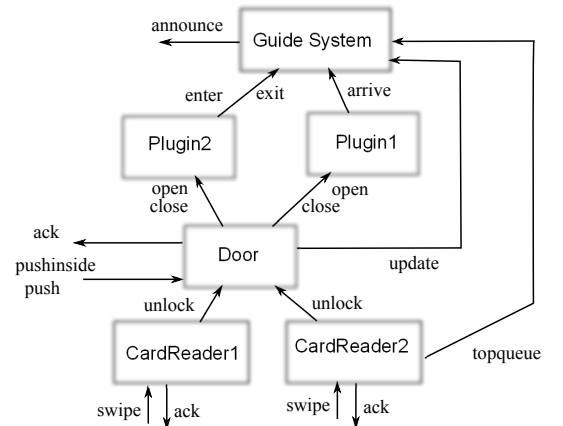 announce
Guide System
enter
exit
arrive
Plugin2
Plugin1
open
close
open
close
ack
Door
pushinside
push
update
unlock
unlock
CardReader1
CardReader2
topqueue
swipe
ack
swipe
ack